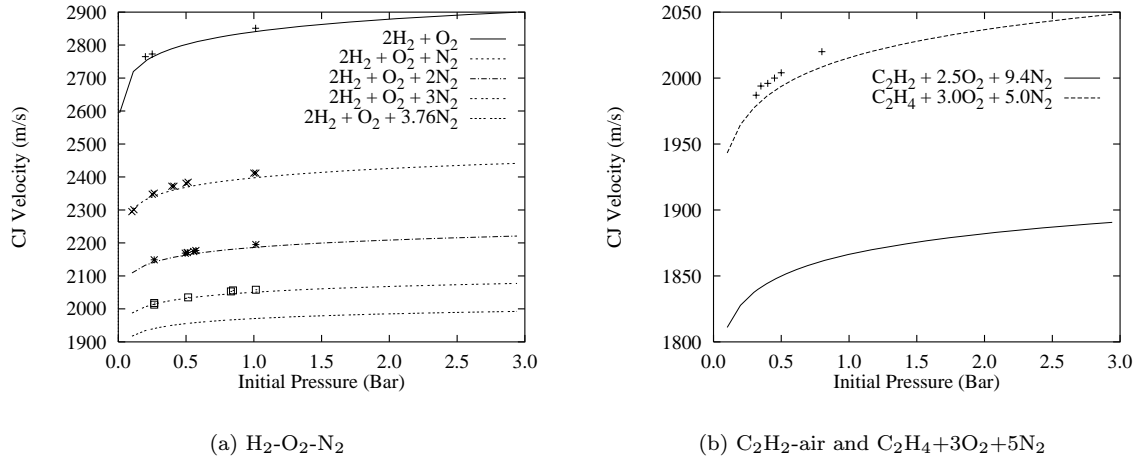 2900
2800
2700
2600
2500
2400
2300
2200
2100
2000
1900
CJ Velocity (m/s)
2H₂ + O₂
2H₂ + O₂ + N₂
2H₂ + O₂ + 2N₂
2H₂ + O₂ + 3N₂
2H₂ + O₂ + 3.76N₂
0.0 0.5 1.0 1.5 2.0 2.5 3.0
Initial Pressure (Bar)
(a) H₂-O₂-N₂
2050
2000
1950
1900
1850
1800
CJ Velocity (m/s)
C₂H₂ + 2.5O₂ + 9.4N₂
C₂H₄ + 3.0O₂ + 5.0N₂
0.0 0.5 1.0 1.5 2.0 2.5 3.0
Initial Pressure (Bar)
(b) C₂H₂-air and C₂H₄+3O₂+5N₂